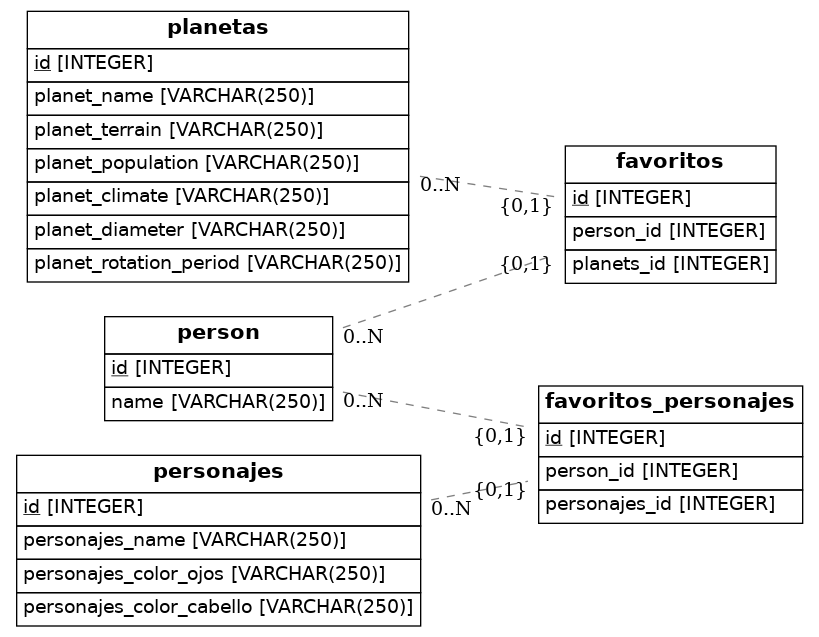 planetas
id [INTEGER]
planet_name [VARCHAR(250)]
planet_terrain [VARCHAR(250)]
planet_population [VARCHAR(250)]
planet_climate [VARCHAR(250)]
planet_diameter [VARCHAR(250)]
planet_rotation_period [VARCHAR(250)]
0..N
{0,1}
favoritos
id [INTEGER]
person_id [INTEGER]
planets_id [INTEGER]
{0,1}
0..N
person
id [INTEGER]
name [VARCHAR(250)]
0..N
{0,1}
favoritos_personajes
id [INTEGER]
person_id [INTEGER]
personajes_id [INTEGER]
{0,1}
0..N
personajes
id [INTEGER]
personajes_name [VARCHAR(250)]
personajes_color_ojos [VARCHAR(250)]
personajes_color_cabello [VARCHAR(250)]